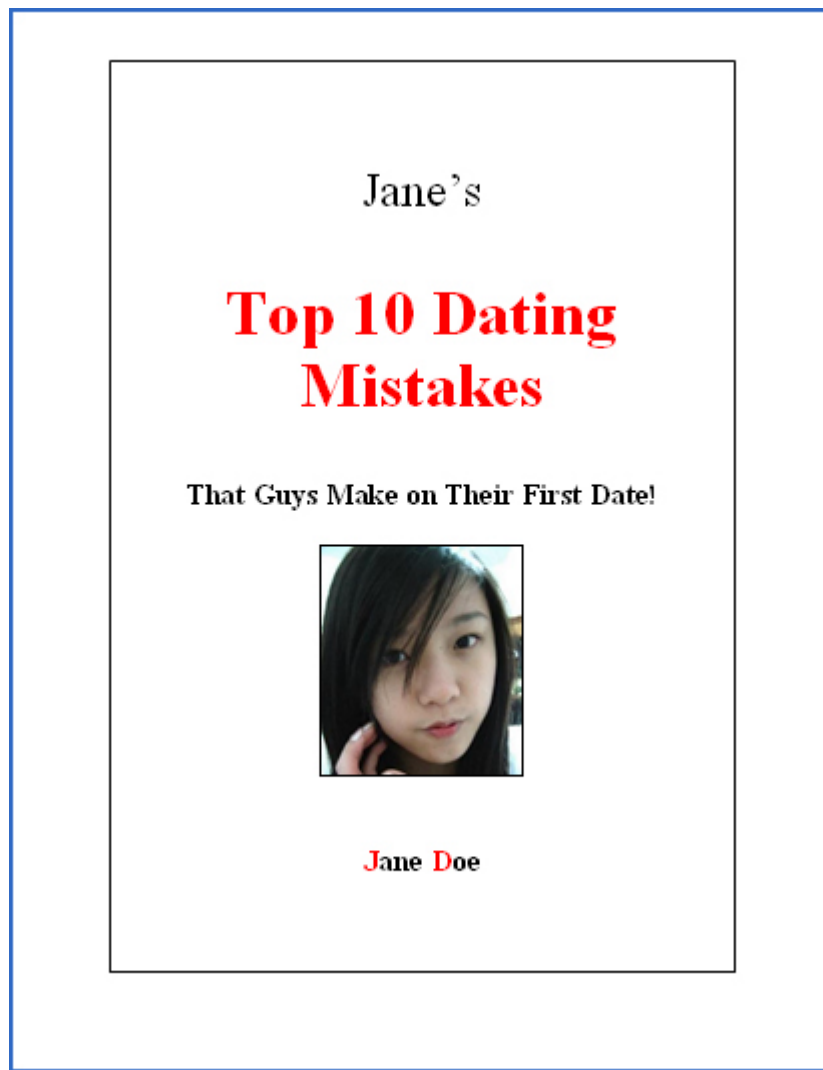 Jane’s
Top 10 Dating
Mistakes
That Guys Make on Their First Date!
Jane Doe